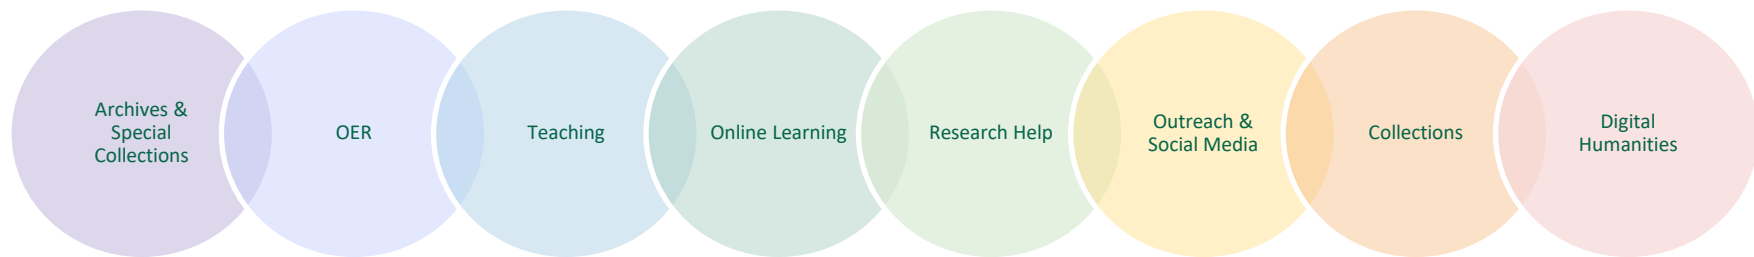 Archives &
Special
Collections
OER
Teaching
Online Learning
Research Help
Outreach &
Social Media
Collections
Digital
Humanities